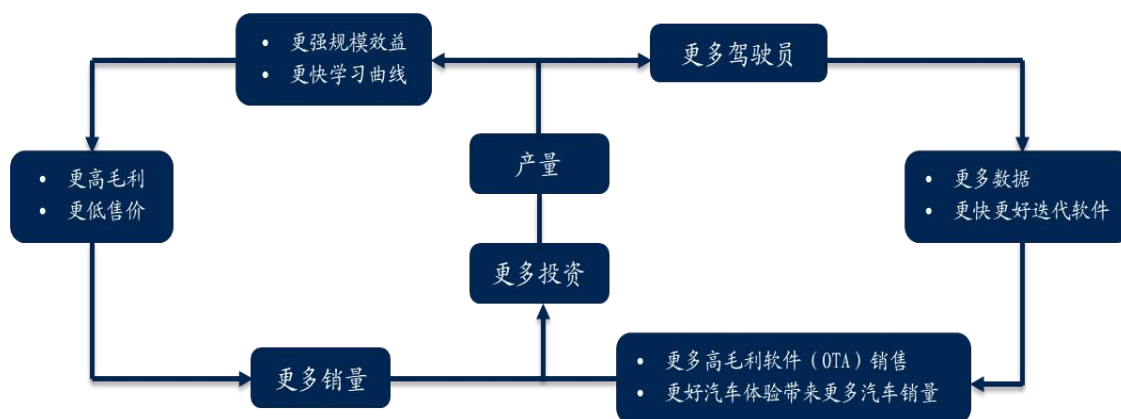 更强规模效益
更快学习曲线
更多驾驶员
产量
更高毛利
更低售价
更多数据
更快更好迭代软件
更多投资
更多销量
更多高毛利软件（OTA）销售
更好汽车体验带来更多汽车销量